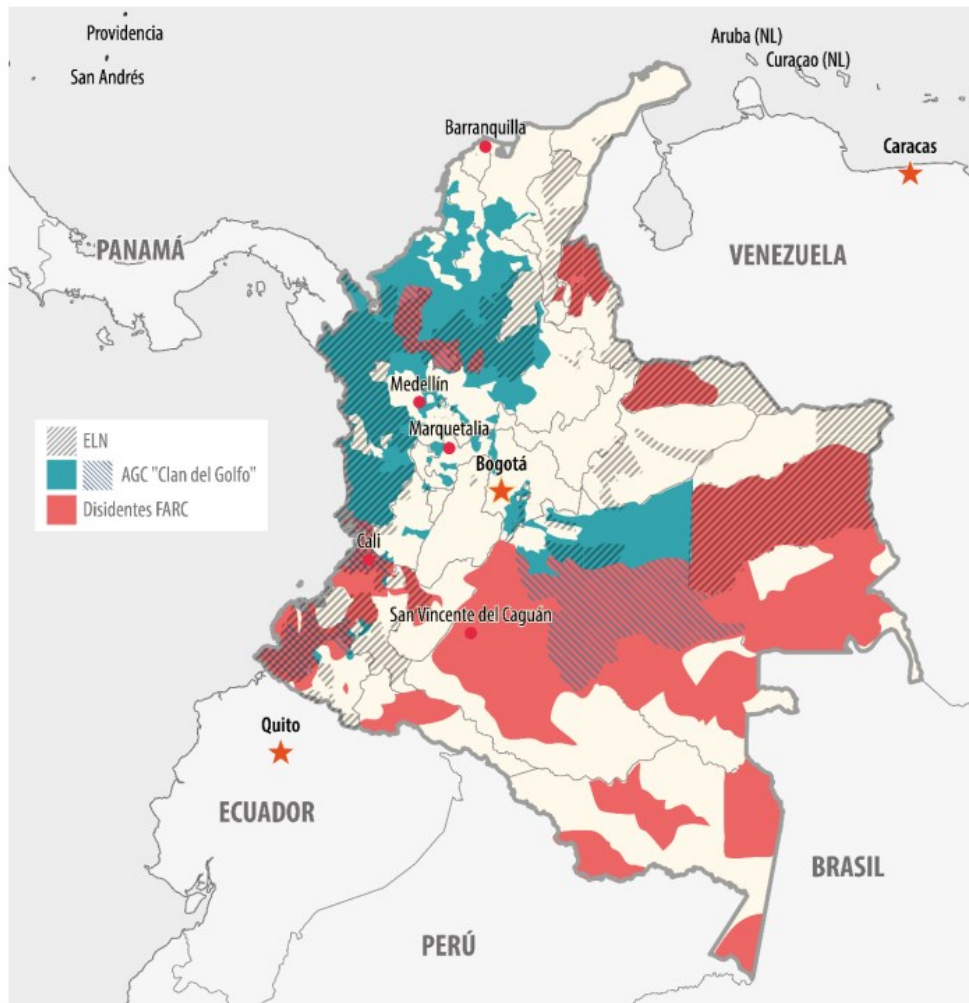 Providencia
San Andrés
Aruba (NL)
Curaçao (NL)
Barranquilla
Caracas
PANAMÁ
VENEZUELA
Medellín
Marquetalia
Bogotá
ELN
AGC "Clan del Golfo"
Disidentes FARC
Cali
San Vincente del Caguán
Quito
ECUADOR
BRASIL
PERÚ